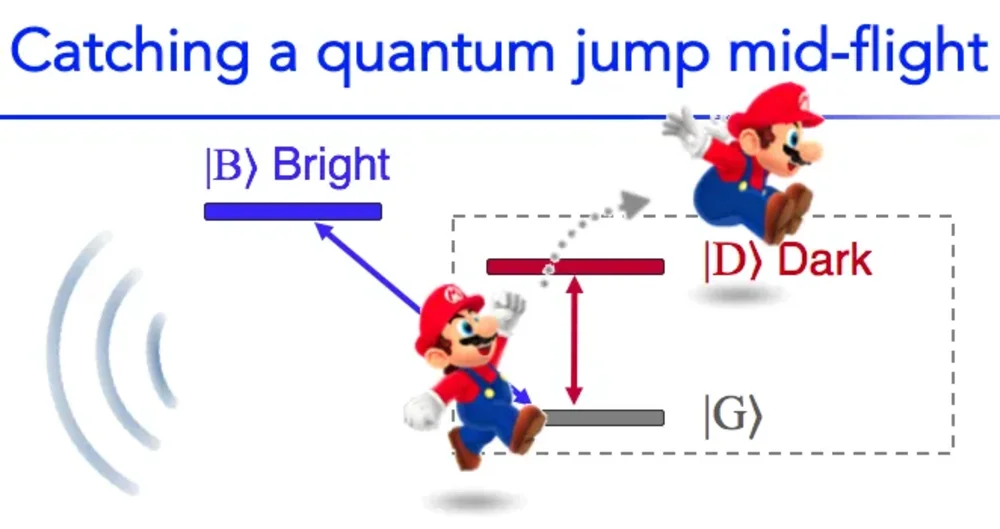 Catching a quantum jump mid-flight
|B⟩ Bright
|D⟩ Dark
|G⟩
M
M